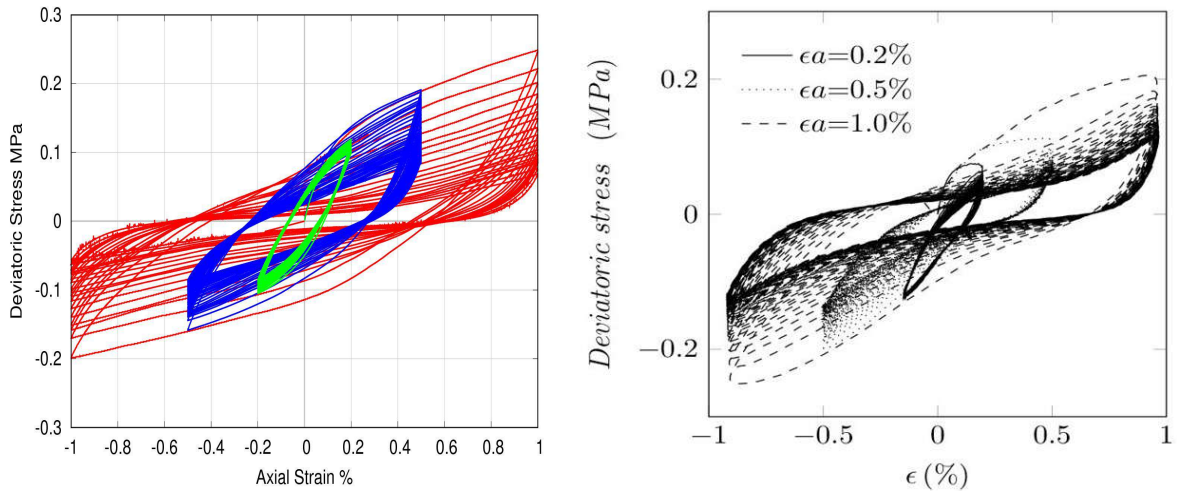 0.3
0.2
0.1
0
-0.1
-0.2
-0.3
Deviatoric Stress MPa
-1 -0.8 -0.6 -0.4 -0.2 0 0.2 0.4 0.6 0.8 1
Axial Strain %
ϵa=0.2%
ϵa=0.5%
ϵa=1.0%
0.2
0
−0.2
Deviatoric stress (MPa)
−1 −0.5 0 0.5 1
ϵ (%)